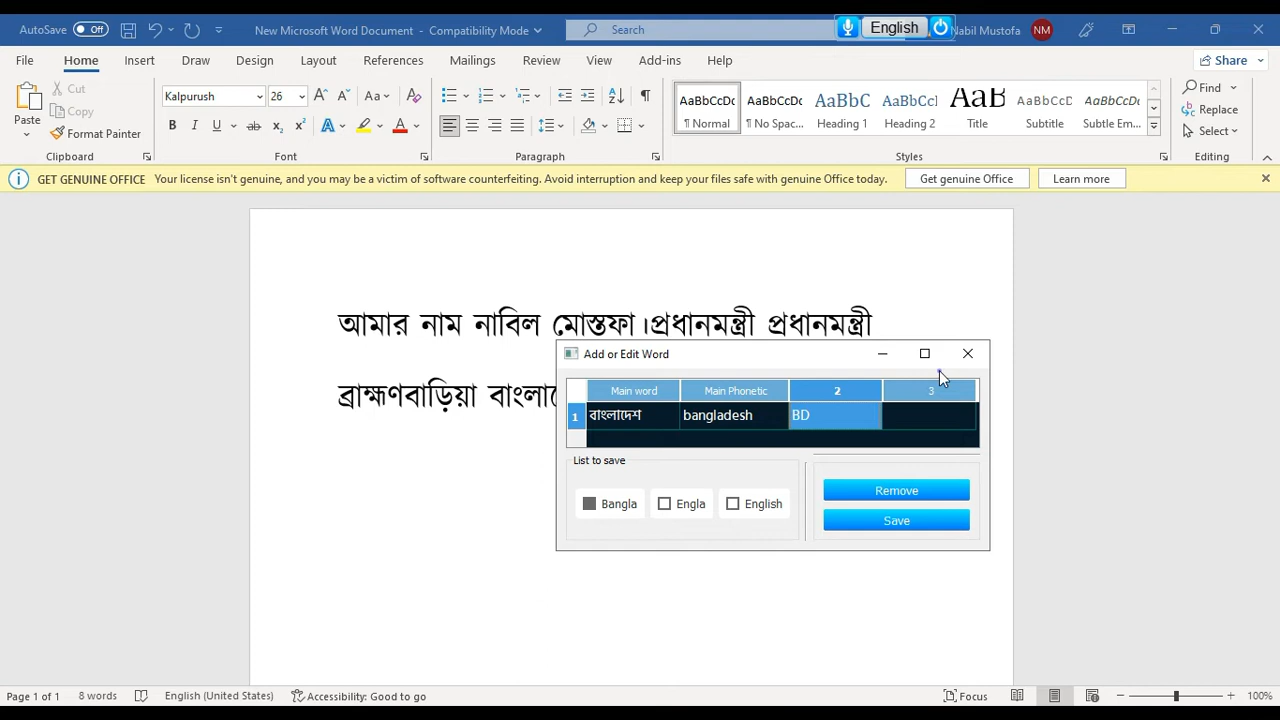 AutoSave Off New Microsoft Word Document - Compatibility Mode Search English Nabil Mustofa NM
File Home Insert Draw Design Layout References Mailings Review View Add-ins Help Share
Paste Cut Copy Format Painter
Clipboard
Kalpurush 26 Aa
B I U ab x₂ x² A A
Font
Paragraph
AaBbCcDc AaBbCcDc AaBbC AaBbCcI AaB AaBbCcD AaBbCcD
¶ Normal ¶ No Spac... Heading 1 Heading 2 Title Subtitle Subtle Em...
Styles
Find
Replace
Select
Editing
GET GENUINE OFFICE Your license isn't genuine, and you may be a victim of software counterfeiting. Avoid interruption and keep your files safe with genuine Office today. Get genuine Office Learn more
আমার নাম নাবিল মোস্তফা।প্রধানমন্ত্রী প্রধানমন্ত্রী
ব্রাহ্মণবাড়িয়া
Add or Edit Word
Main word Main Phonetic 2 3
1 বাংলাদেশ bangladesh BD
List to save
Bangla Engla English
Remove
Save
Page 1 of 1 8 words English (United States) Accessibility: Good to go Focus 100%